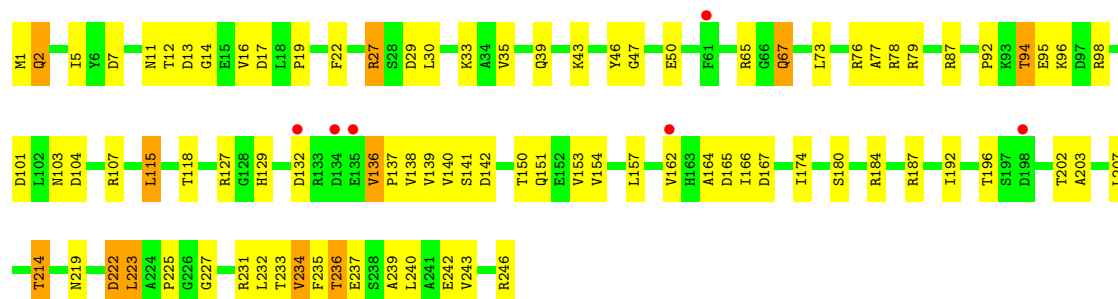 M1 Q2 I5 Y6 D7 N11 T12 D13 G14 E15 V16 D17 L18 P19 F22 R27 S28 D29 L30 K33 A34 V35 Q39 K43 Y46 G47 E50 F61 R65 G66 Q67 L73 R76 A77 R78 R79 R87 P92 K93 T94 E95 K96 D97 R98
D101 L102 N103 D104 R107 L115 T118 R127 G128 H129 D132 R133 D134 E135 V136 P137 V138 V139 V140 S141 D142 T150 Q151 E152 V153 V154 L157 V162 H163 A164 D165 I166 D167 I174 S180 R184 R187 I192 T196 S197 D198 T202 A203 L207
T214 N219 D222 L223 A224 P225 G226 G227 R231 L232 T233 V234 F235 T236 E237 S238 A239 L240 A241 E242 V243 R246